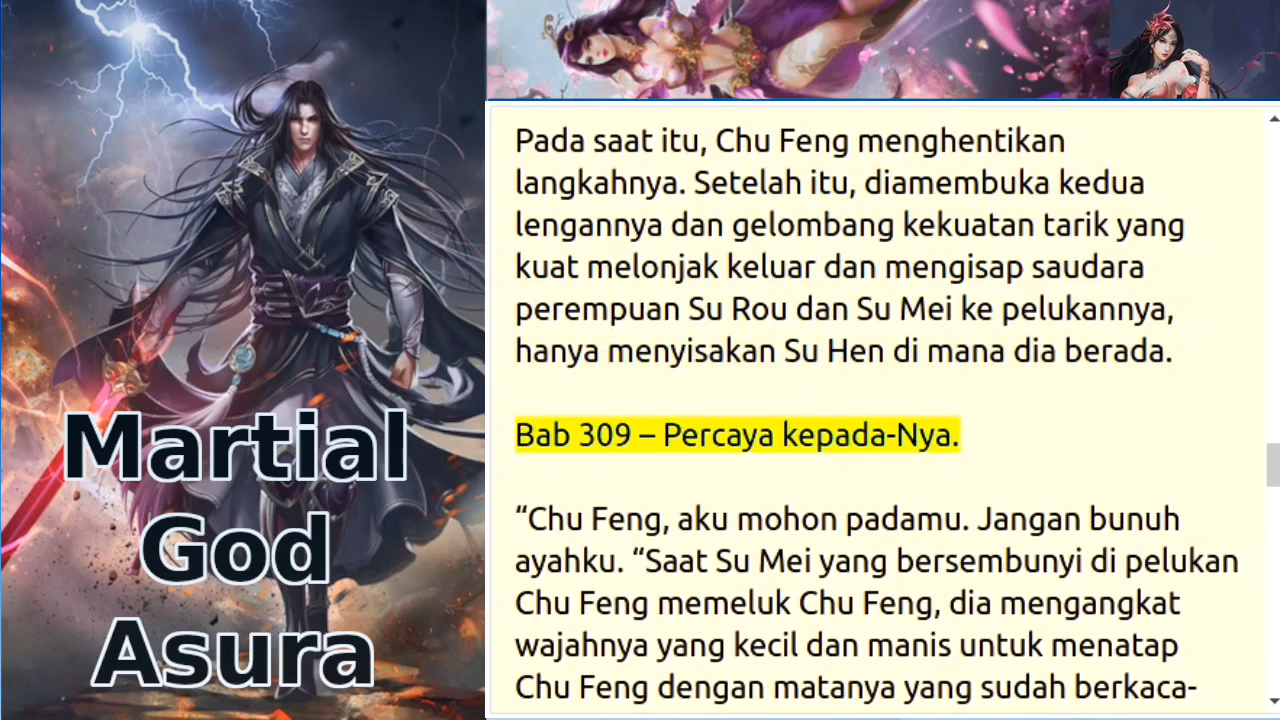 Martial
God
Asura
Pada saat itu, Chu Feng menghentikan
langkahnya. Setelah itu, diamembuka kedua
lengannya dan gelombang kekuatan tarik yang
kuat melonjak keluar dan mengisap saudara
perempuan Su Rou dan Su Mei ke pelukannya,
hanya menyisakan Su Hen di mana dia berada.
Bab 309 – Percaya kepada-Nya.
“Chu Feng, aku mohon padamu. Jangan bunuh
ayahku. “Saat Su Mei yang bersembunyi di pelukan
Chu Feng memeluk Chu Feng, dia mengangkat
wajahnya yang kecil dan manis untuk menatap
Chu Feng dengan matanya yang sudah berkaca-